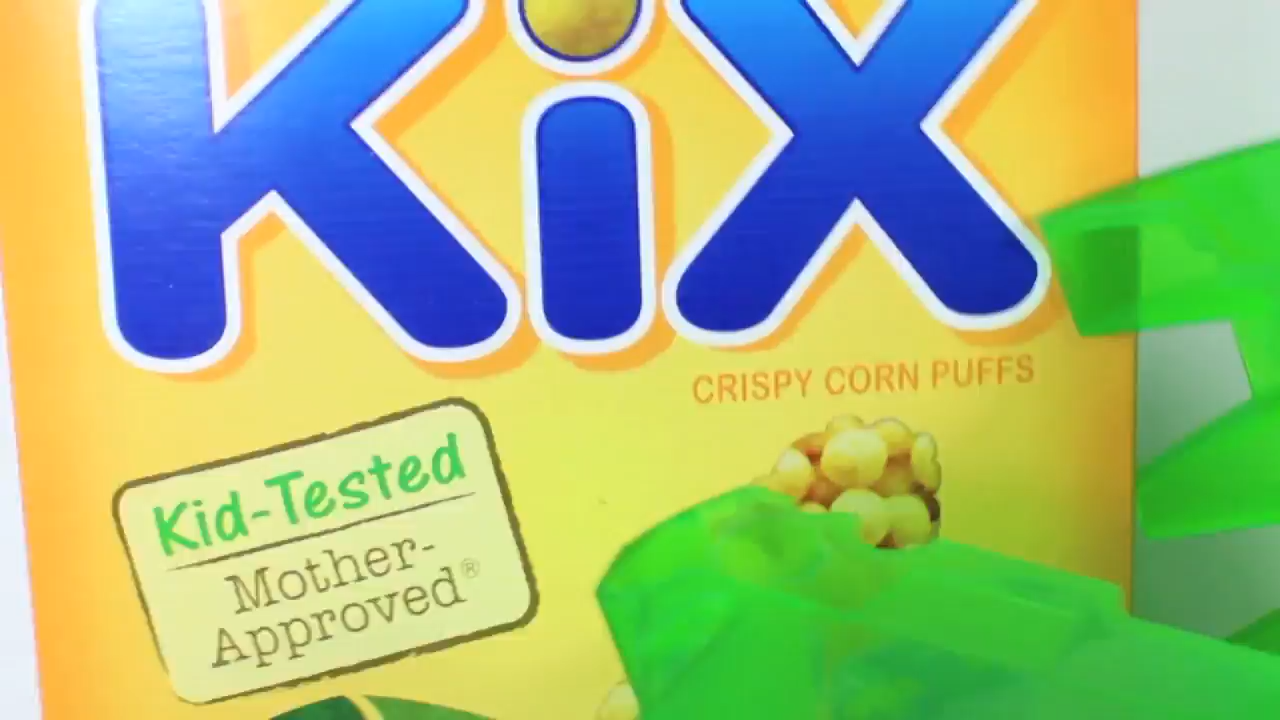 Kix
CRISPY CORN PUFFS
Kid-Tested
Mother-
Approved®